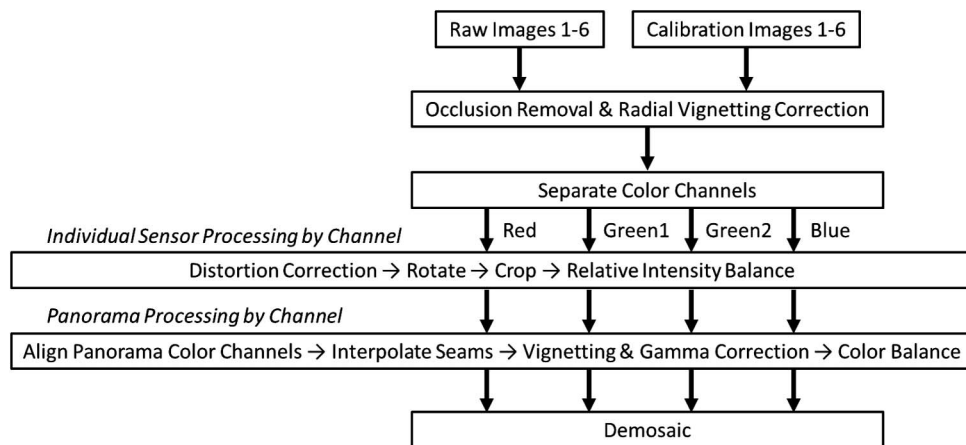 Raw Images 1-6
Calibration Images 1-6
Occlusion Removal & Radial Vignetting Correction
Separate Color Channels
Red
Green1
Green2
Blue
Individual Sensor Processing by Channel
Distortion Correction → Rotate → Crop → Relative Intensity Balance
Panorama Processing by Channel
Align Panorama Color Channels → Interpolate Seams → Vignetting & Gamma Correction → Color Balance
Demosaic